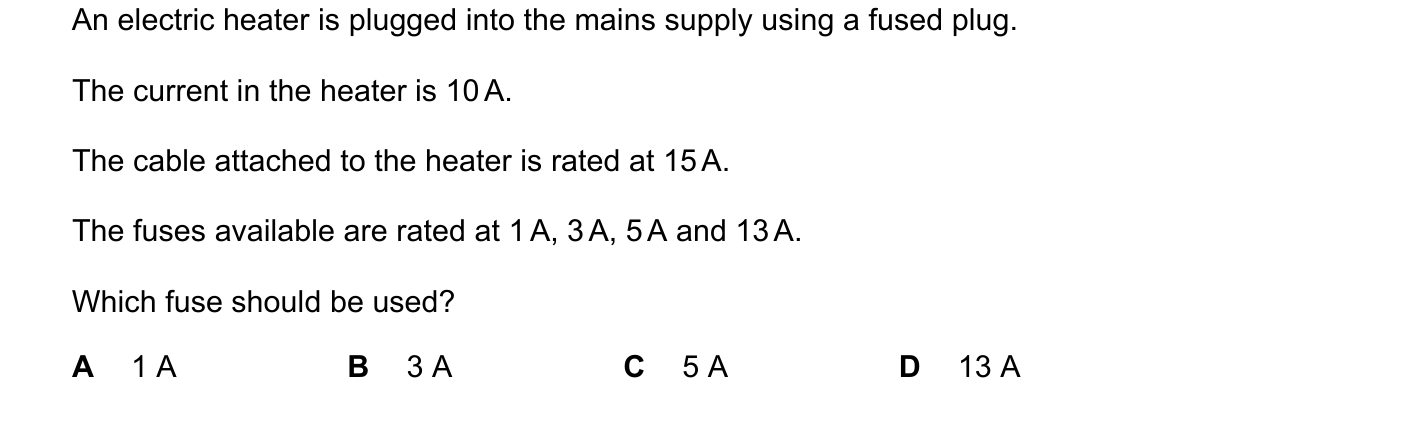 An electric heater is plugged into the mains supply using a fused plug.
The current in the heater is 10 A.
The cable attached to the heater is rated at 15 A.
The fuses available are rated at 1 A, 3 A, 5 A and 13 A.
Which fuse should be used?
A 1 A B 3 A C 5 A D 13 A